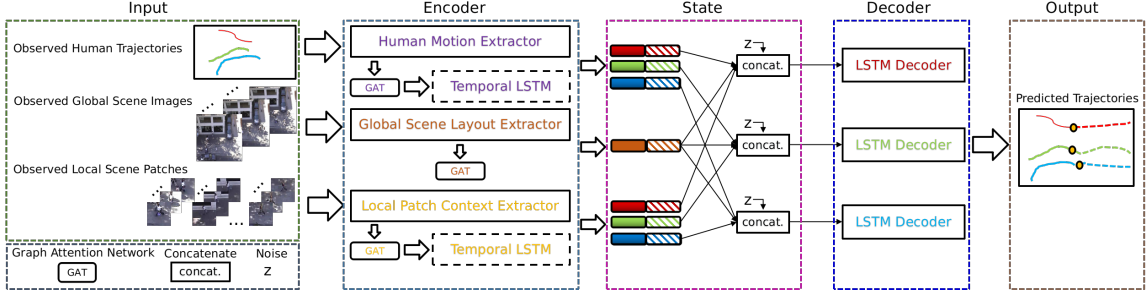 Input
Encoder
State
Decoder
Output
Observed Human Trajectories
Observed Global Scene Images
Observed Local Scene Patches
Graph Attention Network
Concatenate
Noise
GAT
concat.
z
Human Motion Extractor
GAT
Temporal LSTM
Global Scene Layout Extractor
GAT
Local Patch Context Extractor
GAT
Temporal LSTM
z
concat.
z
concat.
z
concat.
LSTM Decoder
LSTM Decoder
LSTM Decoder
Predicted Trajectories